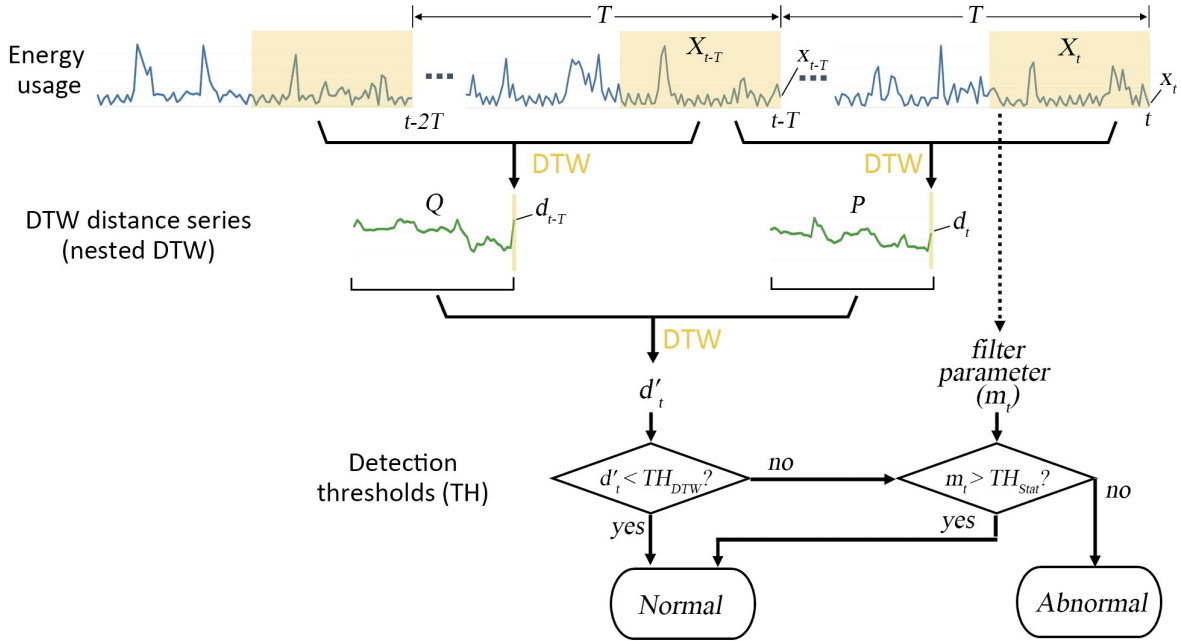 T T
Energy
usage
X_{t-T} X_t
x_{t-T}
x_t
t-2T t-T t
DTW DTW
DTW distance series
(nested DTW)
Q d_{t-T} P d_t
DTW
filter
parameter
(m_t)
d'_t
Detection
thresholds (TH)
d'_t < TH_{DTW}? no m_t > TH_{Stat}? no
yes yes
Normal Abnormal